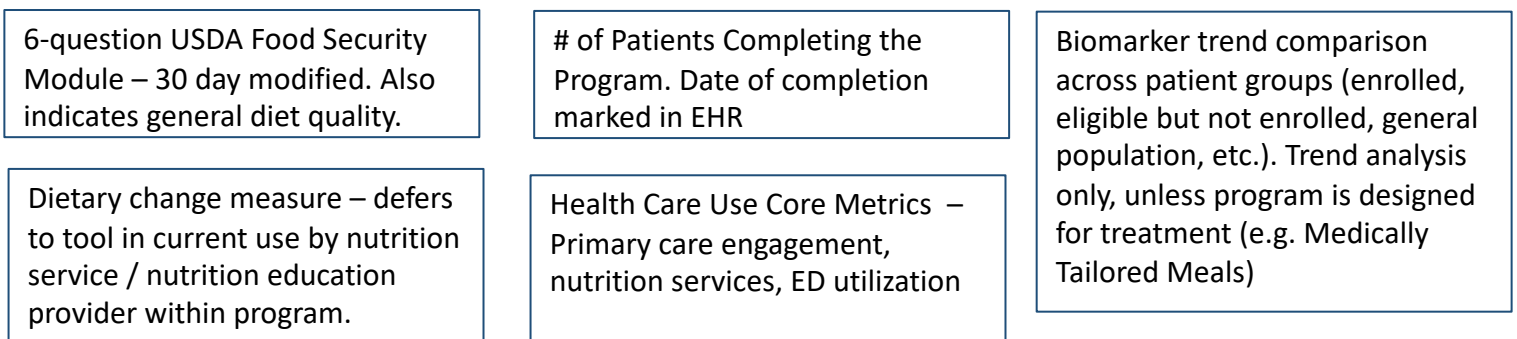 6-question USDA Food Security
Module – 30 day modified. Also
indicates general diet quality.
Dietary change measure – defers
to tool in current use by nutrition
service / nutrition education
provider within program.
# of Patients Completing the
Program. Date of completion
marked in EHR
Health Care Use Core Metrics –
Primary care engagement,
nutrition services, ED utilization
Biomarker trend comparison
across patient groups (enrolled,
eligible but not enrolled, general
population, etc.). Trend analysis
only, unless program is designed
for treatment (e.g. Medically
Tailored Meals)